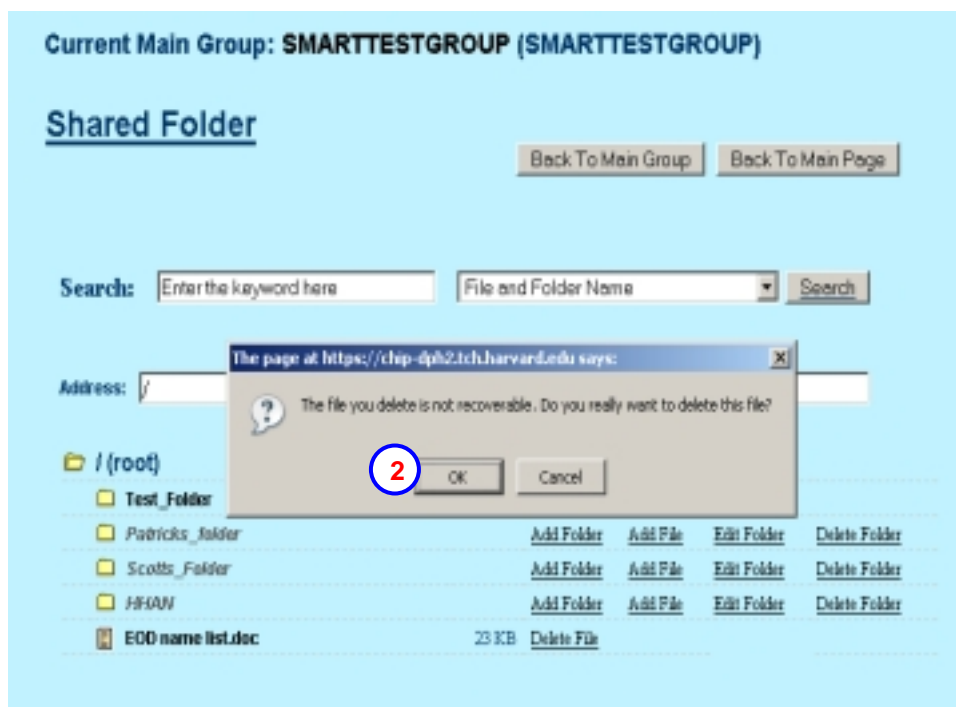 Current Main Group: SMARTTESTGROUP (SMARTTESTGROUP)
Shared Folder
Back To Main Group Back To Main Page
Search: Enter the keyword here File and Folder Name Search
The page at https://chip-dph2.tch.harvard.edu says: X
Address: /
The file you delete is not recoverable. Do you really want to delete this file?
2 OK Cancel
/ (root)
Test_Folder
Patricks_folder Add Folder Add File Edit Folder Delete Folder
Scotts_Folder Add Folder Add File Edit Folder Delete Folder
HHAN Add Folder Add File Edit Folder Delete Folder
EOD name list.doc 23 KB Delete File